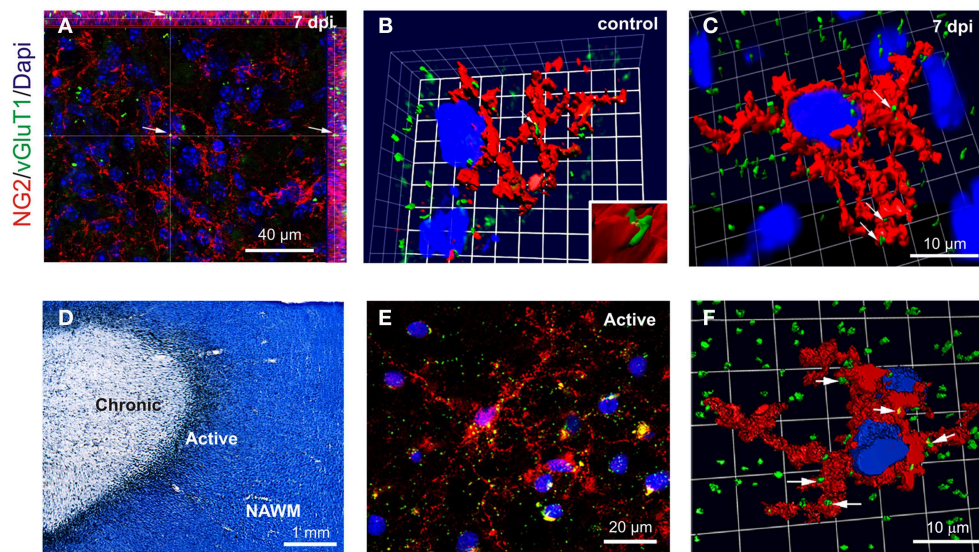 NG2/vGluT1/Dapi
A
7 dpi
40 µm
B
control
C
7 dpi
10 µm
D
Chronic
Active
NAWM
1 mm
E
Active
20 µm
F
10 µm